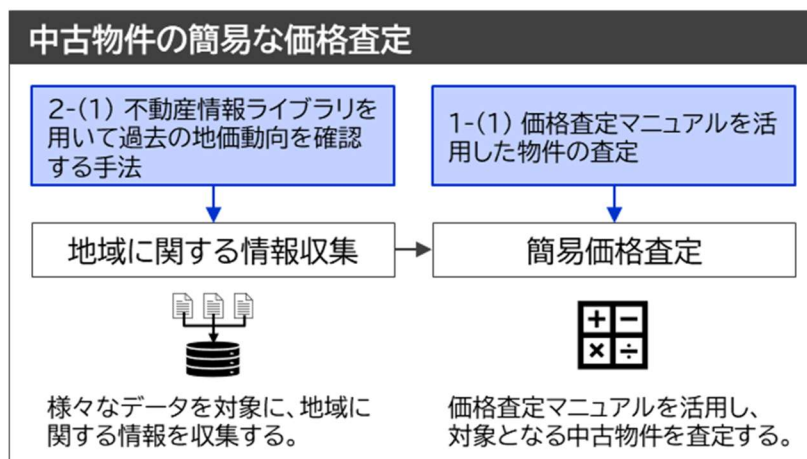 中古物件の簡易な価格査定
2-(1) 不動産情報ライブラリを
用いて過去の地価動向を確認
する手法
1-(1) 価格査定マニュアルを活
用した物件の査定
地域に関する情報収集
簡易価格査定
様々なデータを対象に、地域に
関する情報を収集する。
価格査定マニュアルを活用し、
対象となる中古物件を査定する。